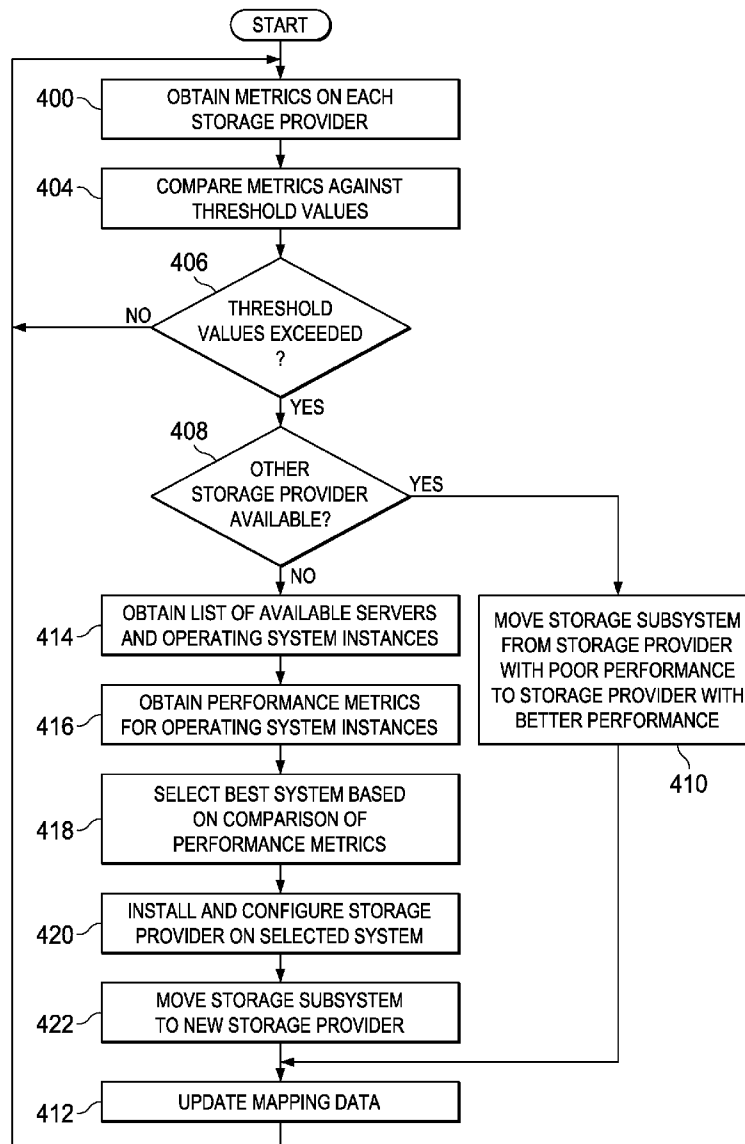 START
400
OBTAIN METRICS ON EACH
STORAGE PROVIDER
404
COMPARE METRICS AGAINST
THRESHOLD VALUES
406
THRESHOLD
VALUES EXCEEDED
?
NO
YES
408
OTHER
STORAGE PROVIDER
AVAILABLE?
YES
NO
414
OBTAIN LIST OF AVAILABLE SERVERS
AND OPERATING SYSTEM INSTANCES
MOVE STORAGE SUBSYSTEM
FROM STORAGE PROVIDER
WITH POOR PERFORMANCE
TO STORAGE PROVIDER WITH
BETTER PERFORMANCE
410
416
OBTAIN PERFORMANCE METRICS
FOR OPERATING SYSTEM INSTANCES
418
SELECT BEST SYSTEM BASED
ON COMPARISON OF
PERFORMANCE METRICS
420
INSTALL AND CONFIGURE STORAGE
PROVIDER ON SELECTED SYSTEM
422
MOVE STORAGE SUBSYSTEM
TO NEW STORAGE PROVIDER
412
UPDATE MAPPING DATA